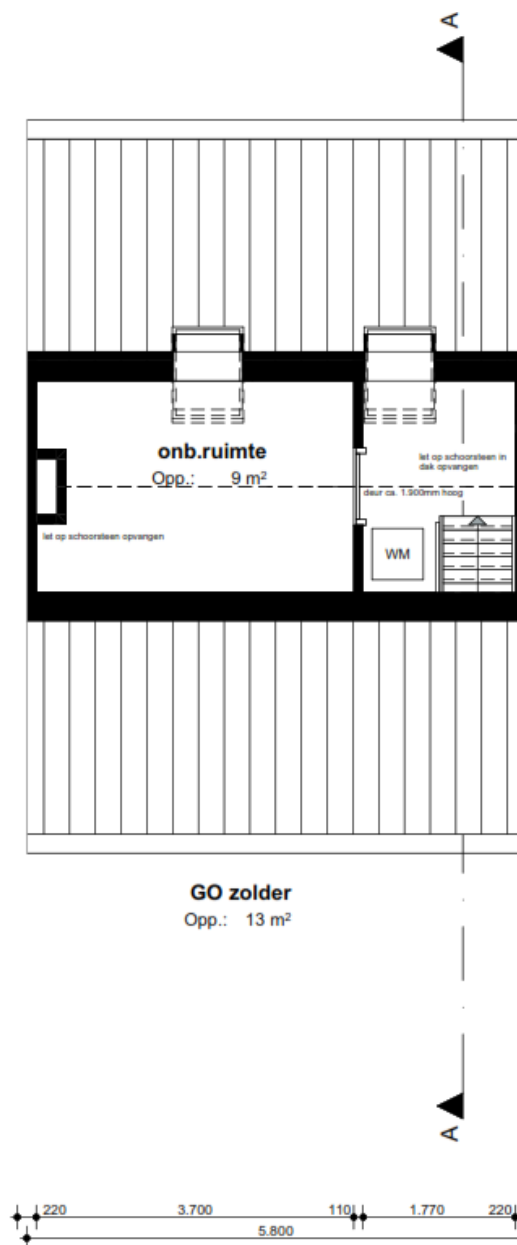 A
onb.ruimte
Opp.: 9 m²
let op schoorsteen in
dak opvangen
deur ca. 1.900mm hoog
let op schoorsteen opvangen
WM
GO zolder
Opp.: 13 m²
A
220 3.700 110 1.770 220
5.800